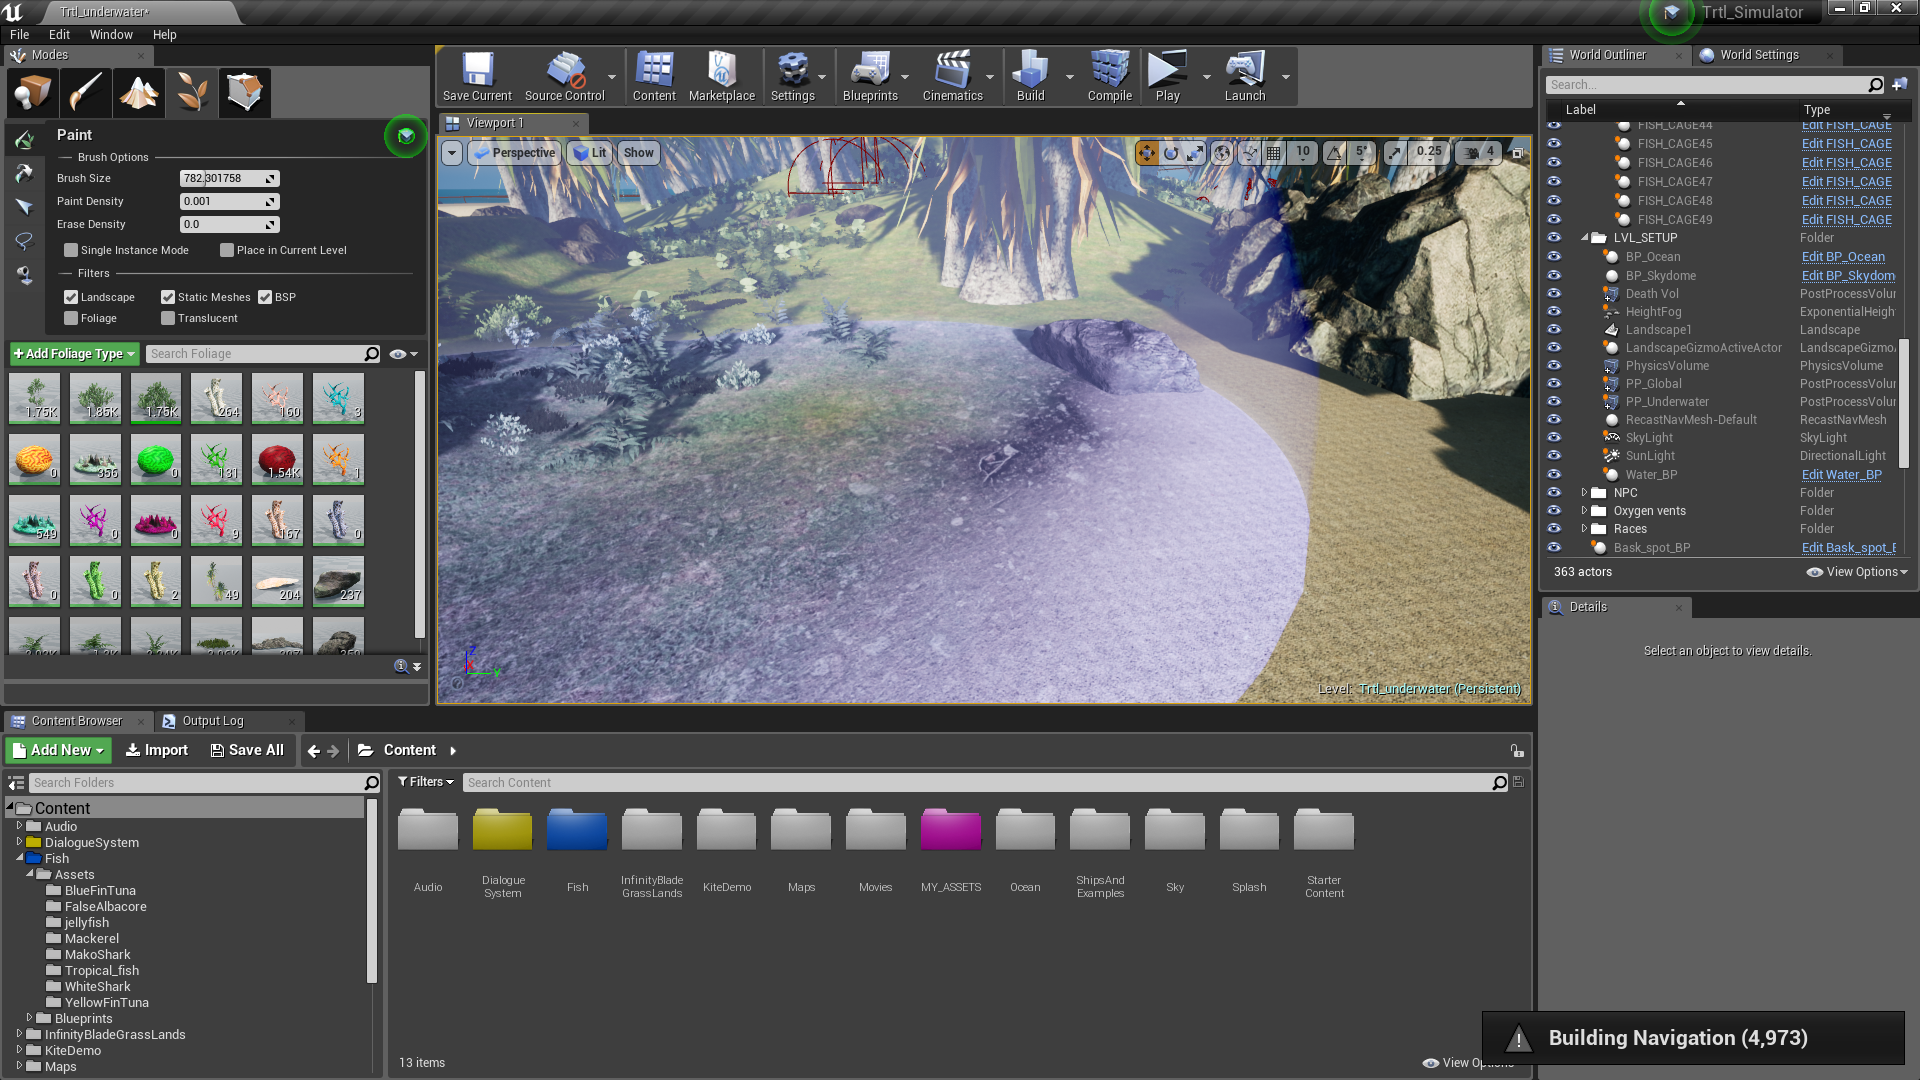 Trtl_underwater*
Trtl_Simulator
File Edit Window Help
Modes
Save Current
Source Control
Content
Marketplace
Settings
Blueprints
Cinematics
Build
Compile
Play
Launch
Paint
Brush Options
Brush Size 782.301758
Paint Density 0.001
Erase Density 0.0
Single Instance Mode Place in Current Level
Filters
Landscape Static Meshes BSP
Foliage Translucent
+Add Foliage Type Search Foliage
1.75K 1.85K 1.75K 264 160 3
0 356 0 131 1.54K 1
549 0 0 9 167 0
0 0 2 49 204 237
Viewport 1
Perspective Lit Show
10 5° 0.25 4
Level: Trtl_underwater (Persistent)
World Outliner World Settings
Search...
Label Type
FISH_CAGE44 Edit FISH_CAGE
FISH_CAGE45 Edit FISH_CAGE
FISH_CAGE46 Edit FISH_CAGE
FISH_CAGE47 Edit FISH_CAGE
FISH_CAGE48 Edit FISH_CAGE
FISH_CAGE49 Edit FISH_CAGE
LVL_SETUP Folder
BP_Ocean Edit BP_Ocean
BP_Skydome Edit BP_Skydom
Death Vol PostProcessVolur
HeightFog ExponentialHeigh
Landscape1 Landscape
LandscapeGizmoActiveActor LandscapeGizmo
PhysicsVolume PhysicsVolume
PP_Global PostProcessVolur
PP_Underwater PostProcessVolur
RecastNavMesh-Default RecastNavMesh
SkyLight SkyLight
SunLight DirectionalLight
Water_BP Edit Water_BP
NPC Folder
Oxygen vents Folder
Races Folder
Bask_spot_BP Edit Bask_spot_E
363 actors View Options
Details
Select an object to view details.
Content Browser Output Log
Add New Import Save All Content
Search Folders
Content
Audio
DialogueSystem
Fish
Assets
BlueFinTuna
FalseAlbacore
jellyfish
Mackerel
MakoShark
Tropical_fish
WhiteShark
YellowFinTuna
Blueprints
InfinityBladeGrassLands
KiteDemo
Maps
Filters Search Content
Audio
Dialogue
System
Fish
InfinityBlade
GrassLands
KiteDemo
Maps
Movies
MY_ASSETS
Ocean
ShipsAnd
Examples
Sky
Splash
Starter
Content
13 items
View Options
Building Navigation (4,973)
X
Y
Z